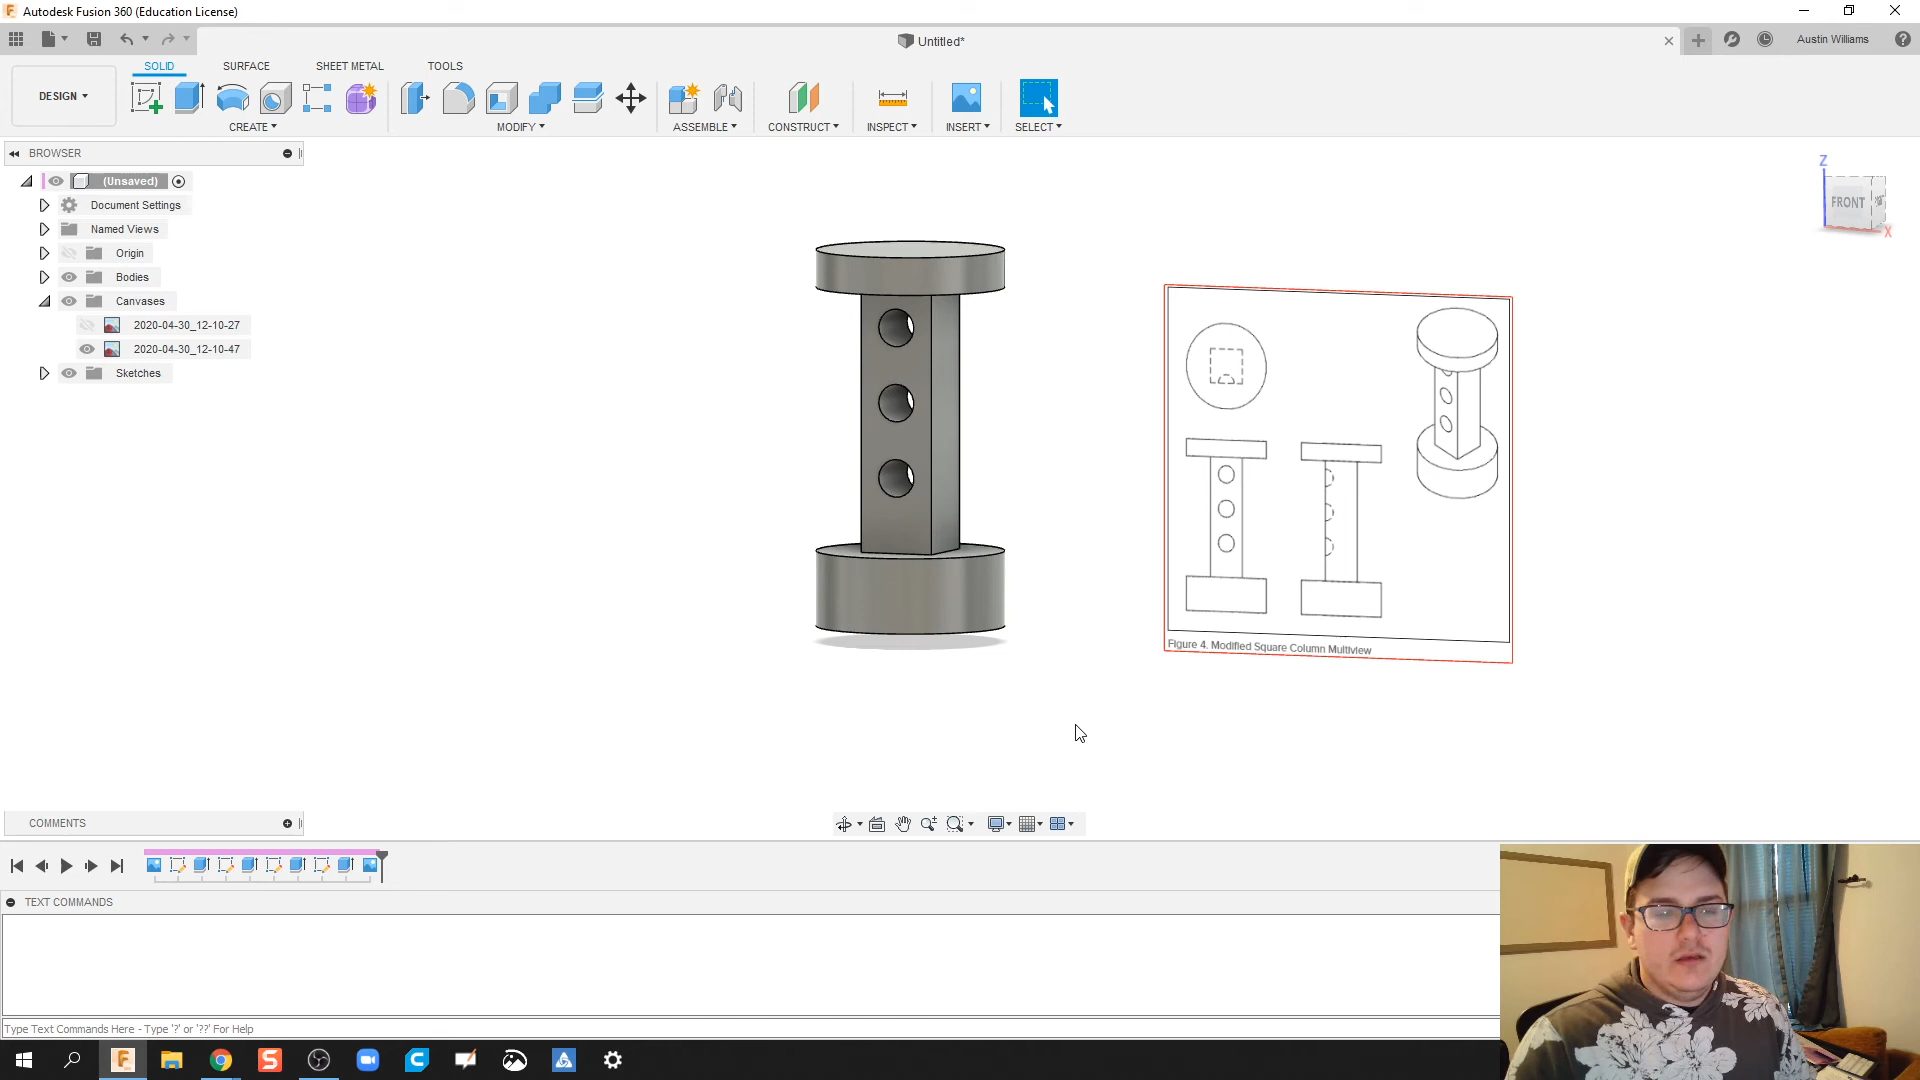 Autodesk Fusion 360 (Education License)
Untitled*
Austin Williams
DESIGN
SOLID
SURFACE
SHEET METAL
TOOLS
CREATE
MODIFY
ASSEMBLE
CONSTRUCT
INSPECT
INSERT
SELECT
BROWSER
(Unsaved)
Document Settings
Named Views
Origin
Bodies
Canvases
2020-04-30_12-10-27
2020-04-30_12-10-47
Sketches
Z
FRONT
X
Figure 4. Modified Square Column Multiview
COMMENTS
TEXT COMMANDS
Type Text Commands Here - Type '?' or '??' For Help